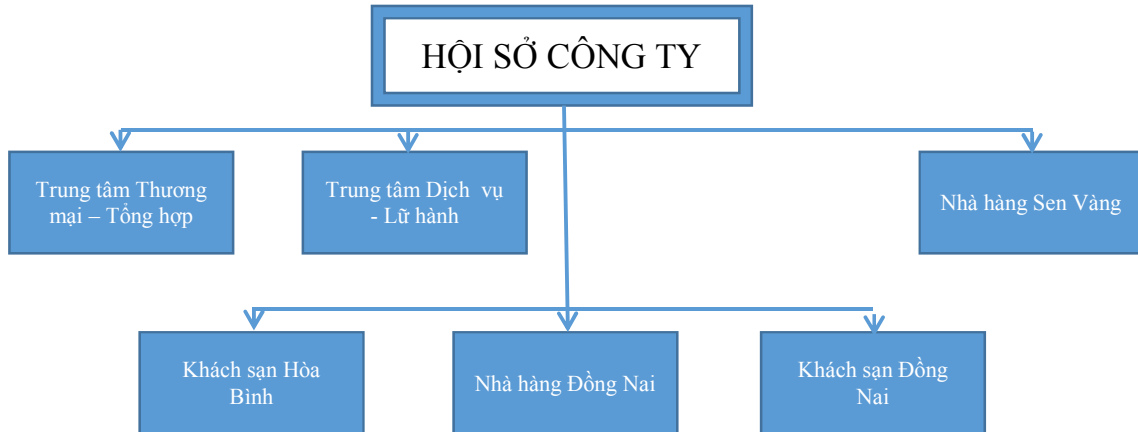 HỘI SỞ CÔNG TY
Trung tâm Thương
mại – Tổng hợp
Trung tâm Dịch vụ
- Lữ hành
Nhà hàng Sen Vàng
Khách sạn Hòa
Bình
Nhà hàng Đồng Nai
Khách sạn Đồng
Nai